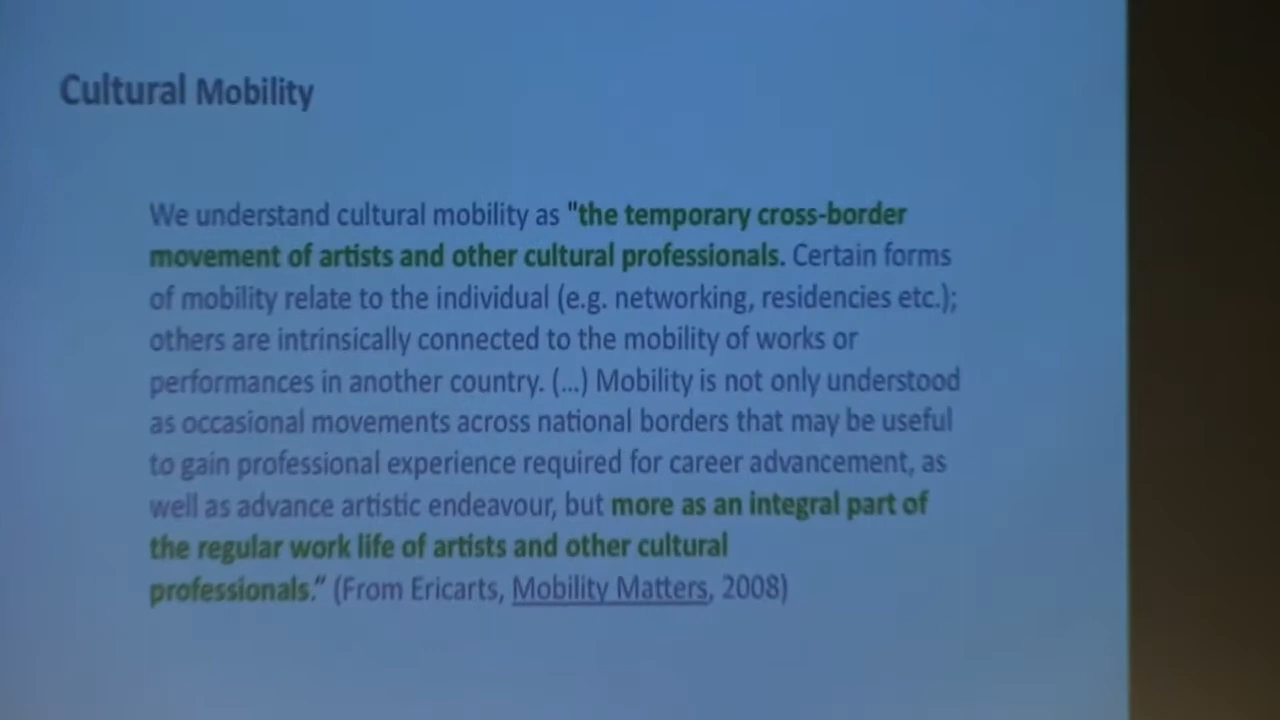 Cultural Mobility
We understand cultural mobility as "the temporary cross-border
movement of artists and other cultural professionals. Certain forms
of mobility relate to the individual (e.g. networking, residencies etc.);
others are intrinsically connected to the mobility of works or
performances in another country. (...) Mobility is not only understood
as occasional movements across national borders that may be useful
to gain professional experience required for career advancement, as
well as advance artistic endeavour, but more as an integral part of
the regular work life of artists and other cultural
professionals.“ (From Ericarts, Mobility Matters, 2008)